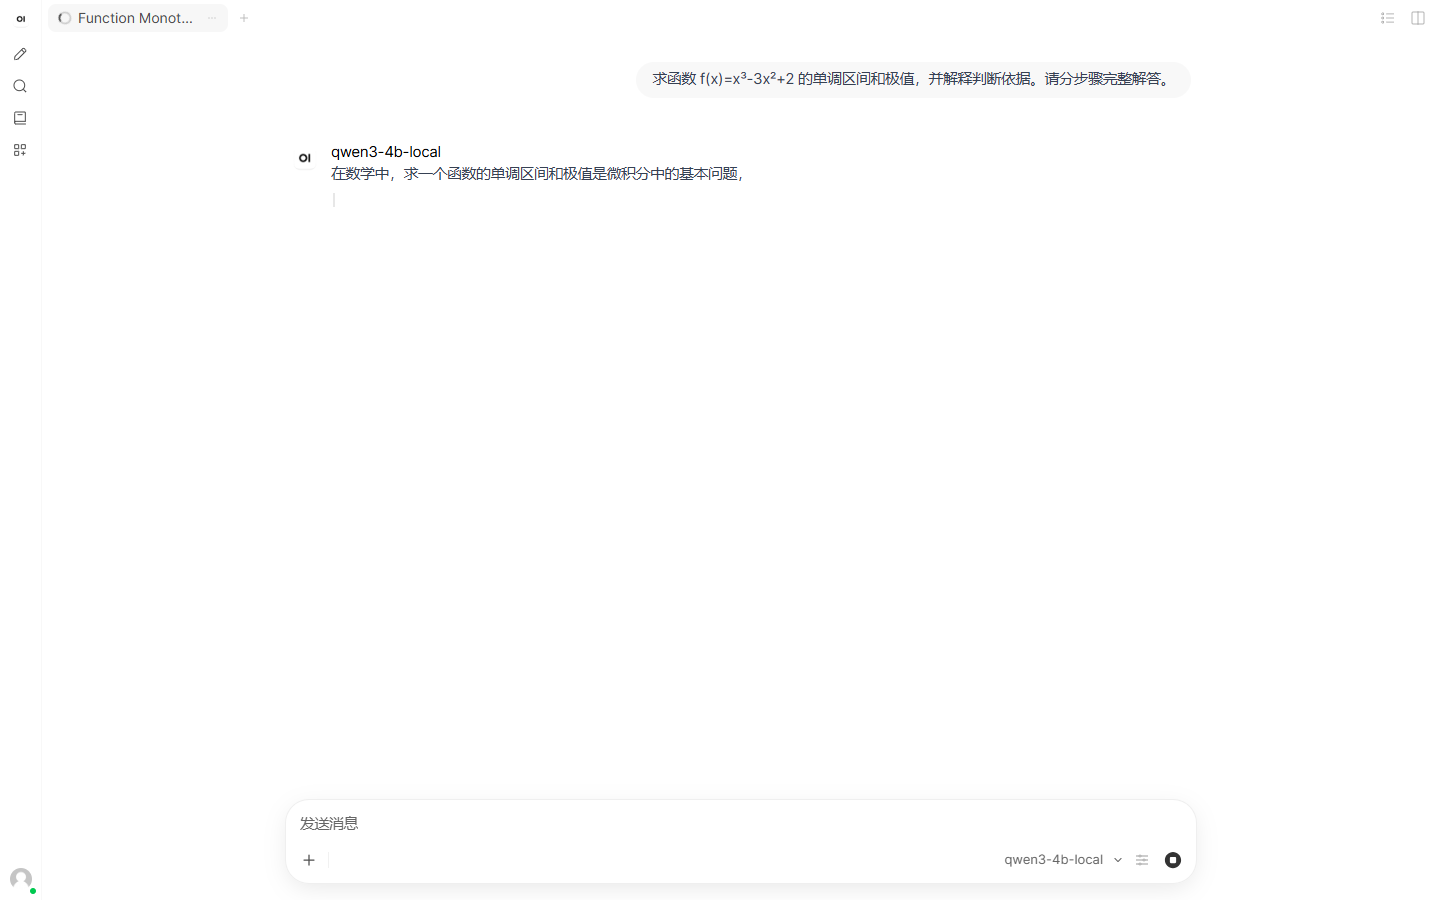 OI
Function Monot...
求函数 f(x)=x³-3x²+2 的单调区间和极值，并解释判断依据。请分步骤完整解答。
OI
qwen3-4b-local
在数学中，求一个函数的单调区间和极值是微积分中的基本问题，
发送消息
qwen3-4b-local